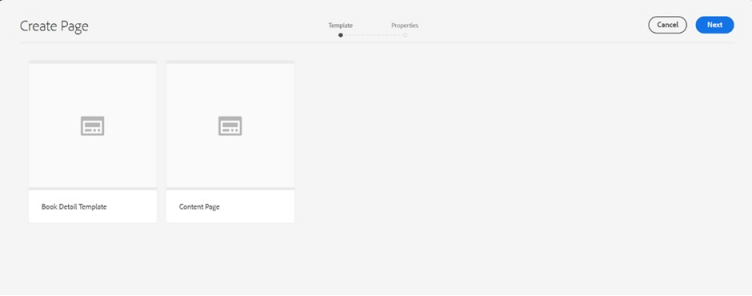 Create Page
Template
Properties
Cancel
Next
Book Detail Template
Content Page